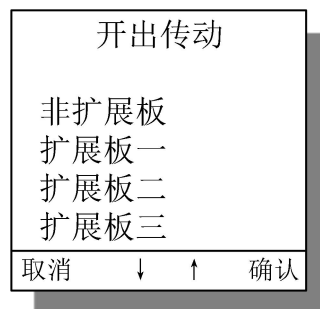 开出传动
非扩展板
扩展板一
扩展板二
扩展板三
取消 ↓ ↑ 确认